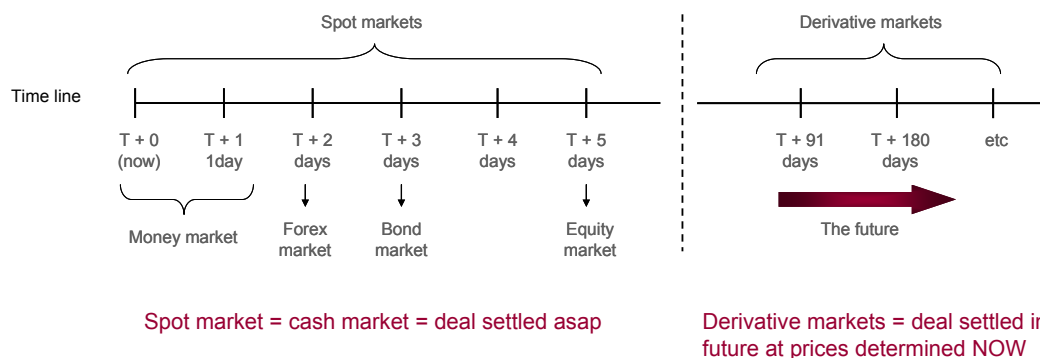 Spot markets
Derivative markets
Time line
T + 0
(now)
T + 1
1day
T + 2
days
T + 3
days
T + 4
days
T + 5
days
T + 91
days
T + 180
days
etc
Money market
Forex
market
Bond
market
Equity
market
The future
Spot market = cash market = deal settled asap
Derivative markets = deal settled in
future at prices determined NOW